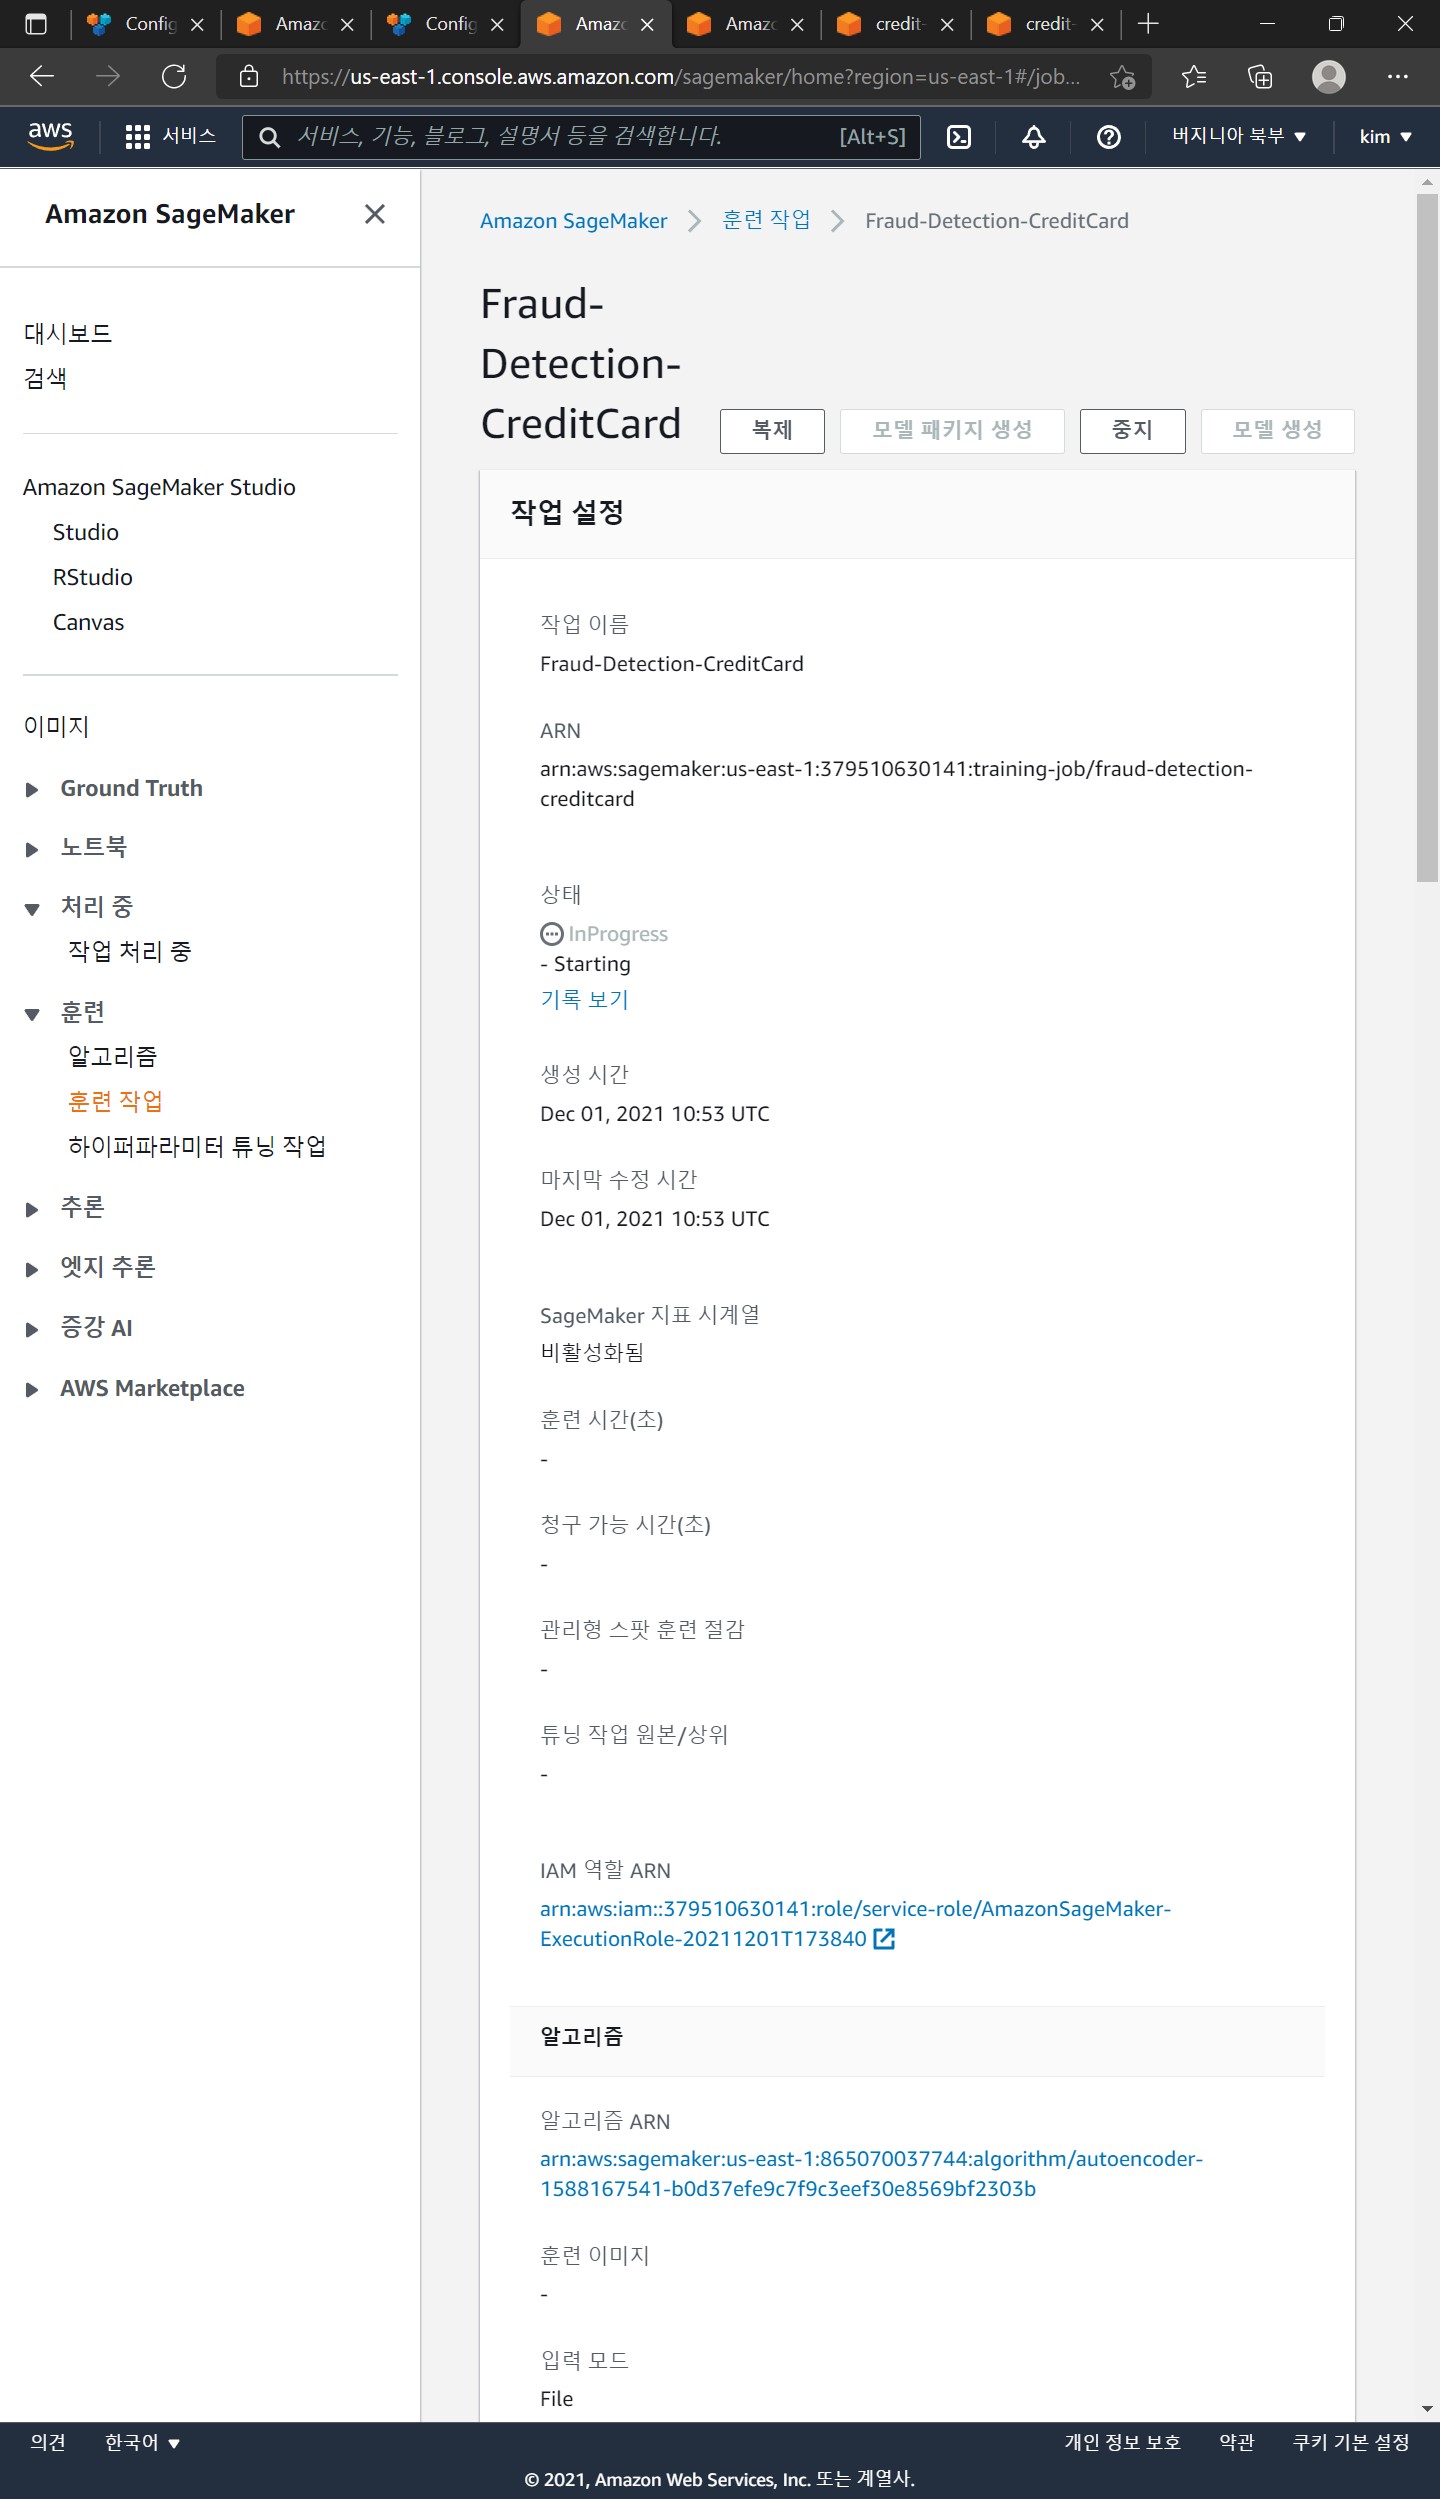 Config
Amaz
Config
Amaz
Amaz
credit-
credit-
https://us-east-1.console.aws.amazon.com/sagemaker/home?region=us-east-1#/job...
aws
서비스
서비스, 기능, 블로그, 설명서 등을 검색합니다.
[Alt+S]
버지니아 북부
kim
Amazon SageMaker
대시보드
검색
Amazon SageMaker Studio
Studio
RStudio
Canvas
이미지
Ground Truth
노트북
처리 중
작업 처리 중
훈련
알고리즘
훈련 작업
하이퍼파라미터 튜닝 작업
추론
엣지 추론
증강 AI
AWS Marketplace
Amazon SageMaker
훈련 작업
Fraud-Detection-CreditCard
Fraud-
Detection-
CreditCard
복제
모델 패키지 생성
중지
모델 생성
작업 설정
작업 이름
Fraud-Detection-CreditCard
ARN
arn:aws:sagemaker:us-east-1:379510630141:training-job/fraud-detection-
creditcard
상태
InProgress
- Starting
기록 보기
생성 시간
Dec 01, 2021 10:53 UTC
마지막 수정 시간
Dec 01, 2021 10:53 UTC
SageMaker 지표 시계열
비활성화됨
훈련 시간(초)
-
청구 가능 시간(초)
-
관리형 스팟 훈련 절감
-
튜닝 작업 원본/상위
-
IAM 역할 ARN
arn:aws:iam::379510630141:role/service-role/AmazonSageMaker-
ExecutionRole-20211201T173840
알고리즘
알고리즘 ARN
arn:aws:sagemaker:us-east-1:865070037744:algorithm/autoencoder-
1588167541-b0d37efe9c7f9c3eef30e8569bf2303b
훈련 이미지
-
입력 모드
File
의견
한국어
개인 정보 보호
약관
쿠키 기본 설정
© 2021, Amazon Web Services, Inc. 또는 계열사.